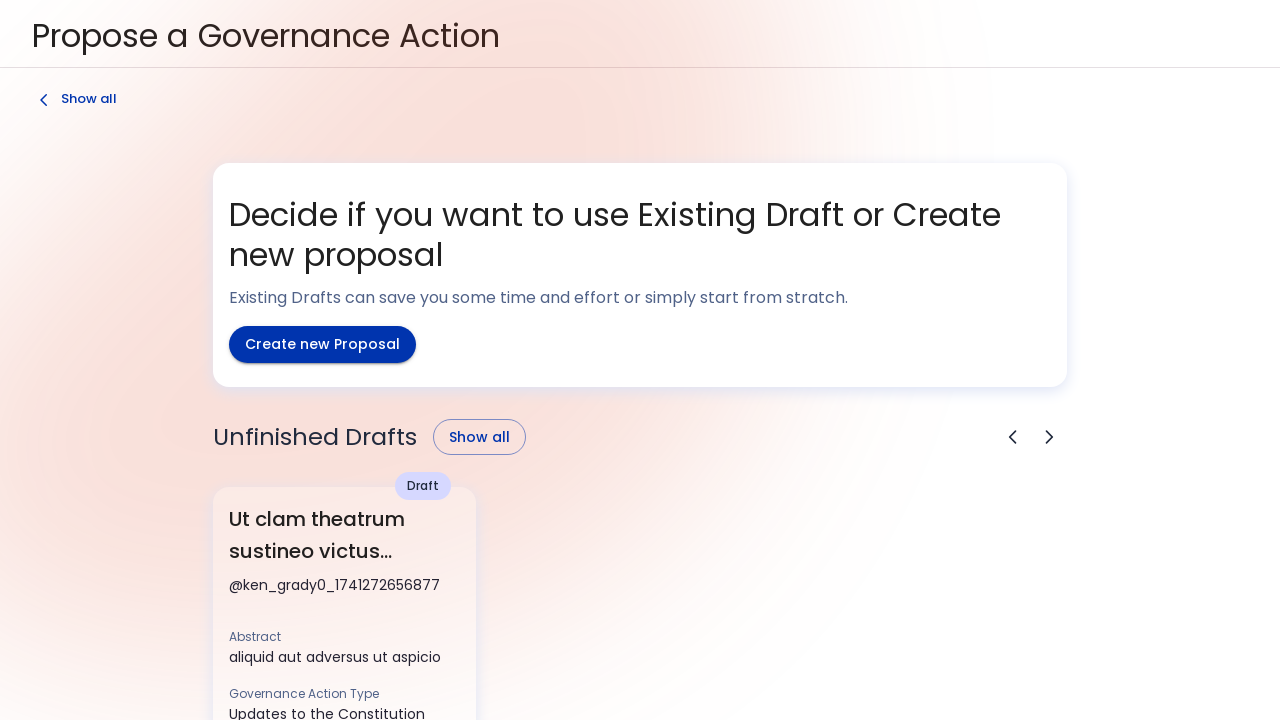 Propose a Governance Action
Show all
Decide if you want to use Existing Draft or Create
new proposal
Existing Drafts can save you some time and effort or simply start from stratch.
Create new Proposal
Unfinished Drafts
Show all
Draft
Ut clam theatrum
sustineo victus...
@ken_grady0_1741272656877
Abstract
aliquid aut adversus ut aspicio
Governance Action Type
Updates to the Constitution